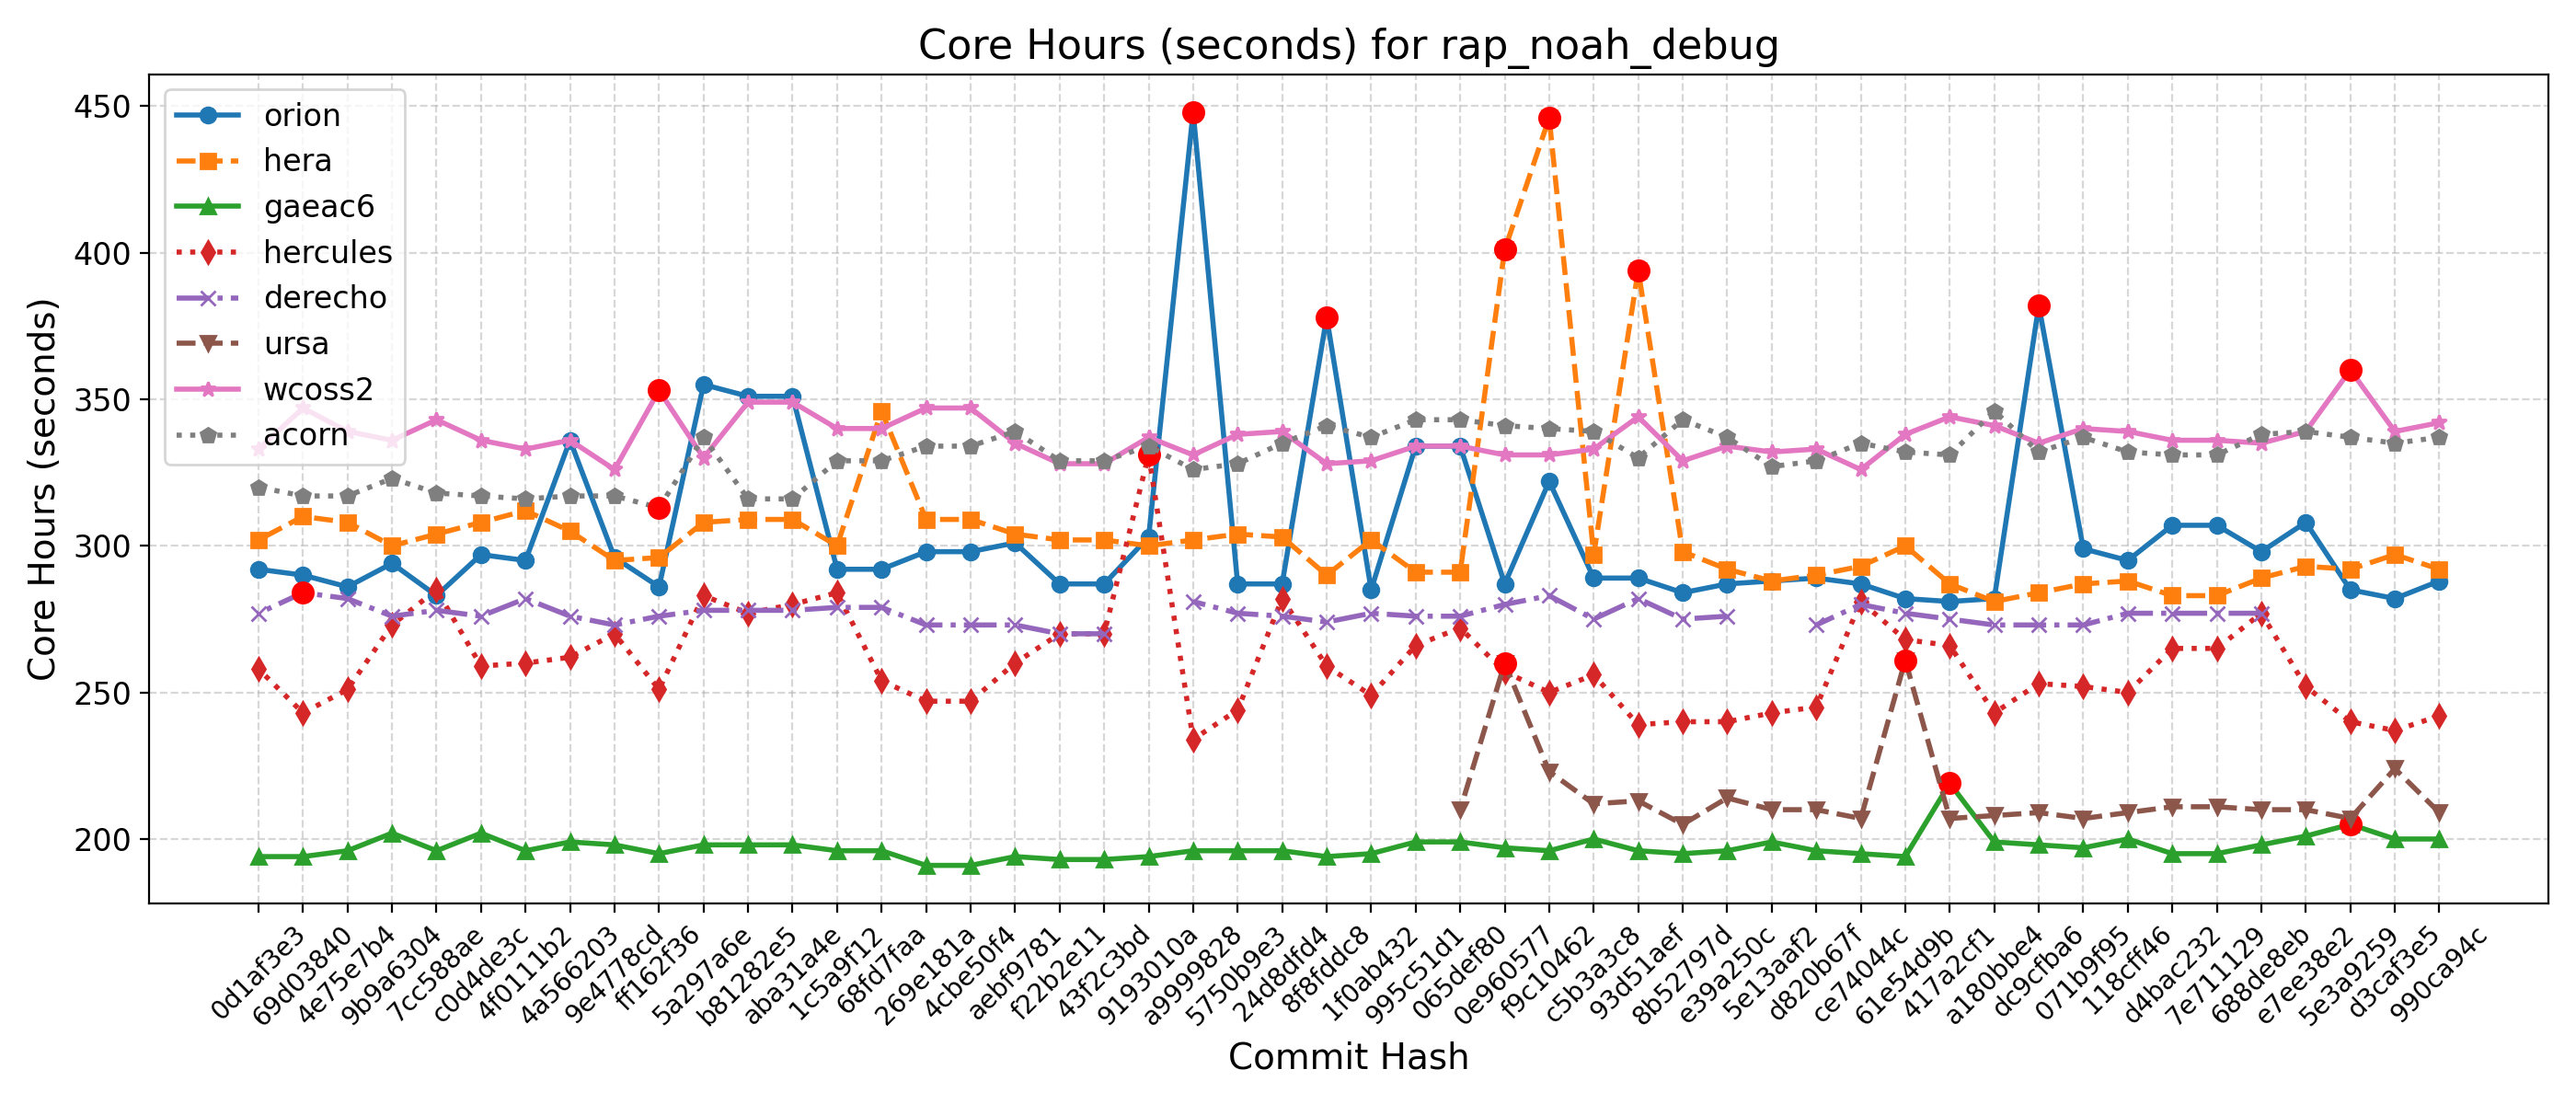 Core Hours (seconds) for rap_noah_debug
Core Hours (seconds)
450
400
350
300
250
200
orion
hera
gaeac6
hercules
derecho
ursa
wcoss2
acorn
0d1af3e3
69d03840
4e75e7b4
9b9a6304
7cc588ae
c0d4de3c
4f0111b2
4a566203
9e4778cd
ff162f36
5a297a6e
b81282e5
aba31a4e
1c5a9f12
68fd7faa
269e181a
4cbe50f4
aebf9781
f22b2e11
43f2c3bd
9193010a
a9999828
5750b9e3
24d8dfd4
8f8fddc8
1f0ab432
995c51d1
065def80
0e960577
f9c10462
c5b3a3c8
93d51aef
8b52797d
e39a250c
5e13aaf2
d820b67f
ce74044c
61e54d9b
417a2cf1
a180bbe4
dc9cfba6
071b9f95
118cff46
d4bac232
7e711129
688de8eb
e7ee38e2
5e3a9259
d3caf3e5
990ca94c
Commit Hash